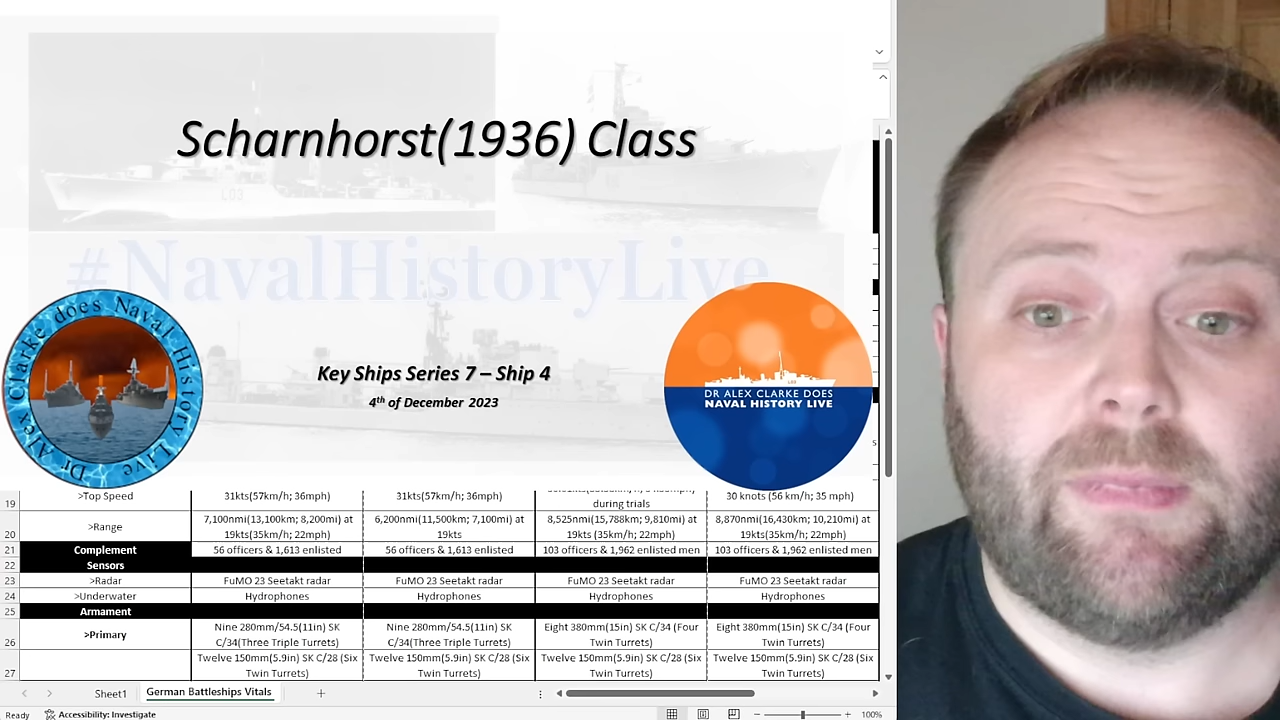 Scharnhorst(1936) Class
L03
#NavalHistoryLive
Key Ships Series 7 – Ship 4
4th of December 2023
Dr Alex Clarke does Naval History Live
DR ALEX CLARKE DOES
NAVAL HISTORY LIVE
19 >Top Speed 31kts(57km/h; 36mph) 31kts(57km/h; 36mph) during trials 30 knots (56 km/h; 35 mph)
20 >Range 7,100nmi(13,100km; 8,200mi) at 19kts(35km/h; 22mph) 6,200nmi(11,500km; 7,100mi) at 19kts 8,525nmi(15,788km; 9,810mi) at 19kts (35km/h; 22mph) 8,870nmi(16,430km; 10,210mi) at 19kts(35km/h; 22mph)
21 Complement 56 officers & 1,613 enlisted 56 officers & 1,613 enlisted 103 officers & 1,962 enlisted men 103 officers & 1,962 enlisted men
22 Sensors
23 >Radar FuMO 23 Seetakt radar FuMO 23 Seetakt radar FuMO 23 Seetakt radar FuMO 23 Seetakt radar
24 >Underwater Hydrophones Hydrophones Hydrophones Hydrophones
25 Armament
26 >Primary Nine 280mm/54.5(11in) SK C/34(Three Triple Turrets) Nine 280mm/54.5(11in) SK C/34(Three Triple Turrets) Eight 380mm(15in) SK C/34 (Four Twin Turrets) Eight 380mm(15in) SK C/34 (Four Twin Turrets)
27 Twelve 150mm(5.9in) SK C/28 (Six Twin Turrets) Twelve 150mm(5.9in) SK C/28 (Six Twin Turrets) Twelve 150mm(5.9in) SK C/28 (Six Twin Turrets) Twelve 150mm(5.9in) SK C/28 (Six Twin Turrets)
Sheet1 German Battleships Vitals
Ready Accessibility: Investigate 100%